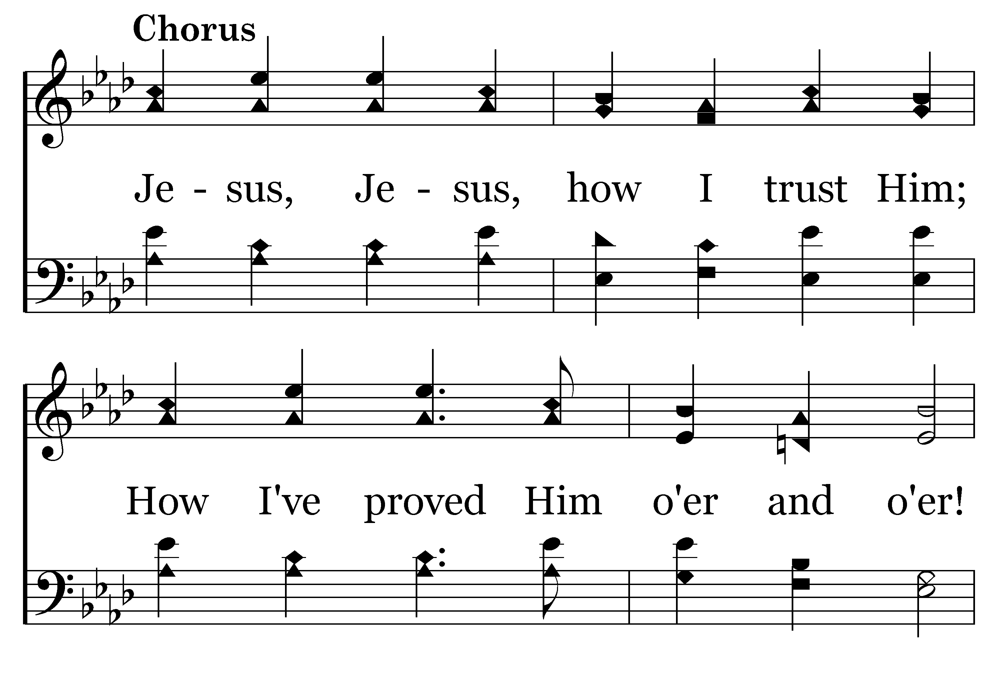 Chorus
Je - sus, Je - sus, how I trust Him;
How I've proved Him o'er and o'er!